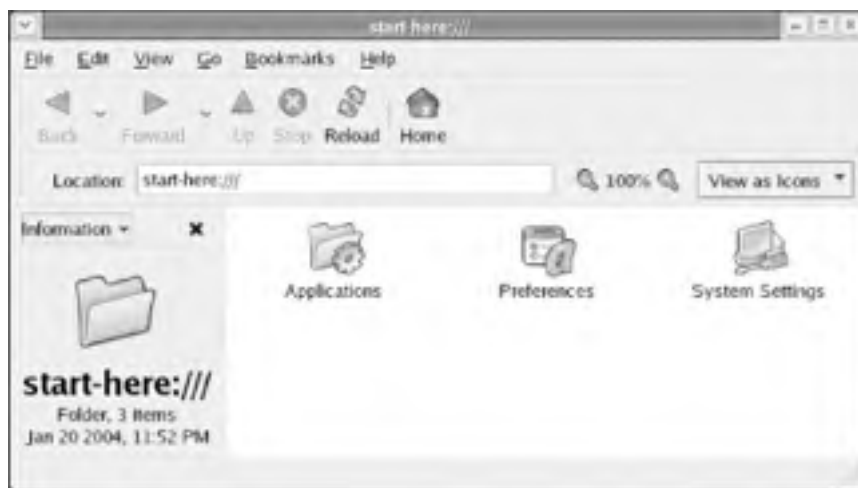 start-here:///
File Edit View Go Bookmarks Help
Back Forward Up Stop Reload Home
Location: start-here:/// 100% View as Icons
Information
Applications Preferences System Settings
start-here:///
Folder, 3 items
Jan 20 2004, 11:52 PM